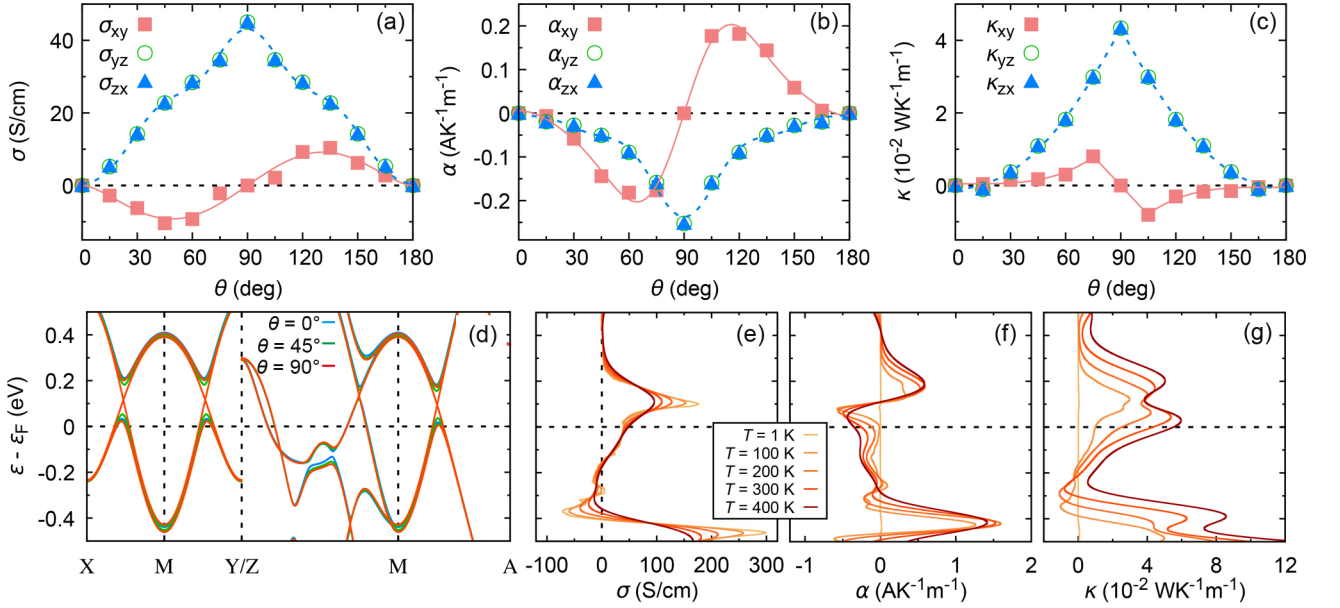 (a)
σxy
σyz
σzx
σ (S/cm)
40
20
0
0 30 60 90 120 150 180
θ (deg)
(b)
αxy
αyz
αzx
α (AK-1m-1)
0.2
0.1
0
-0.1
-0.2
0 30 60 90 120 150 180
θ (deg)
(c)
κxy
κyz
κzx
κ (10-2 WK-1m-1)
4
2
0
0 30 60 90 120 150 180
θ (deg)
(d)
θ = 0°
θ = 45°
θ = 90°
ε - εF (eV)
0.4
0.2
0
-0.2
-0.4
X M Y/Z M A
(e)
-100 0 100 200 300
σ (S/cm)
T = 1 K
T = 100 K
T = 200 K
T = 300 K
T = 400 K
(f)
-1 0 1 2
α (AK-1m-1)
(g)
0 4 8 12
κ (10-2 WK-1m-1)